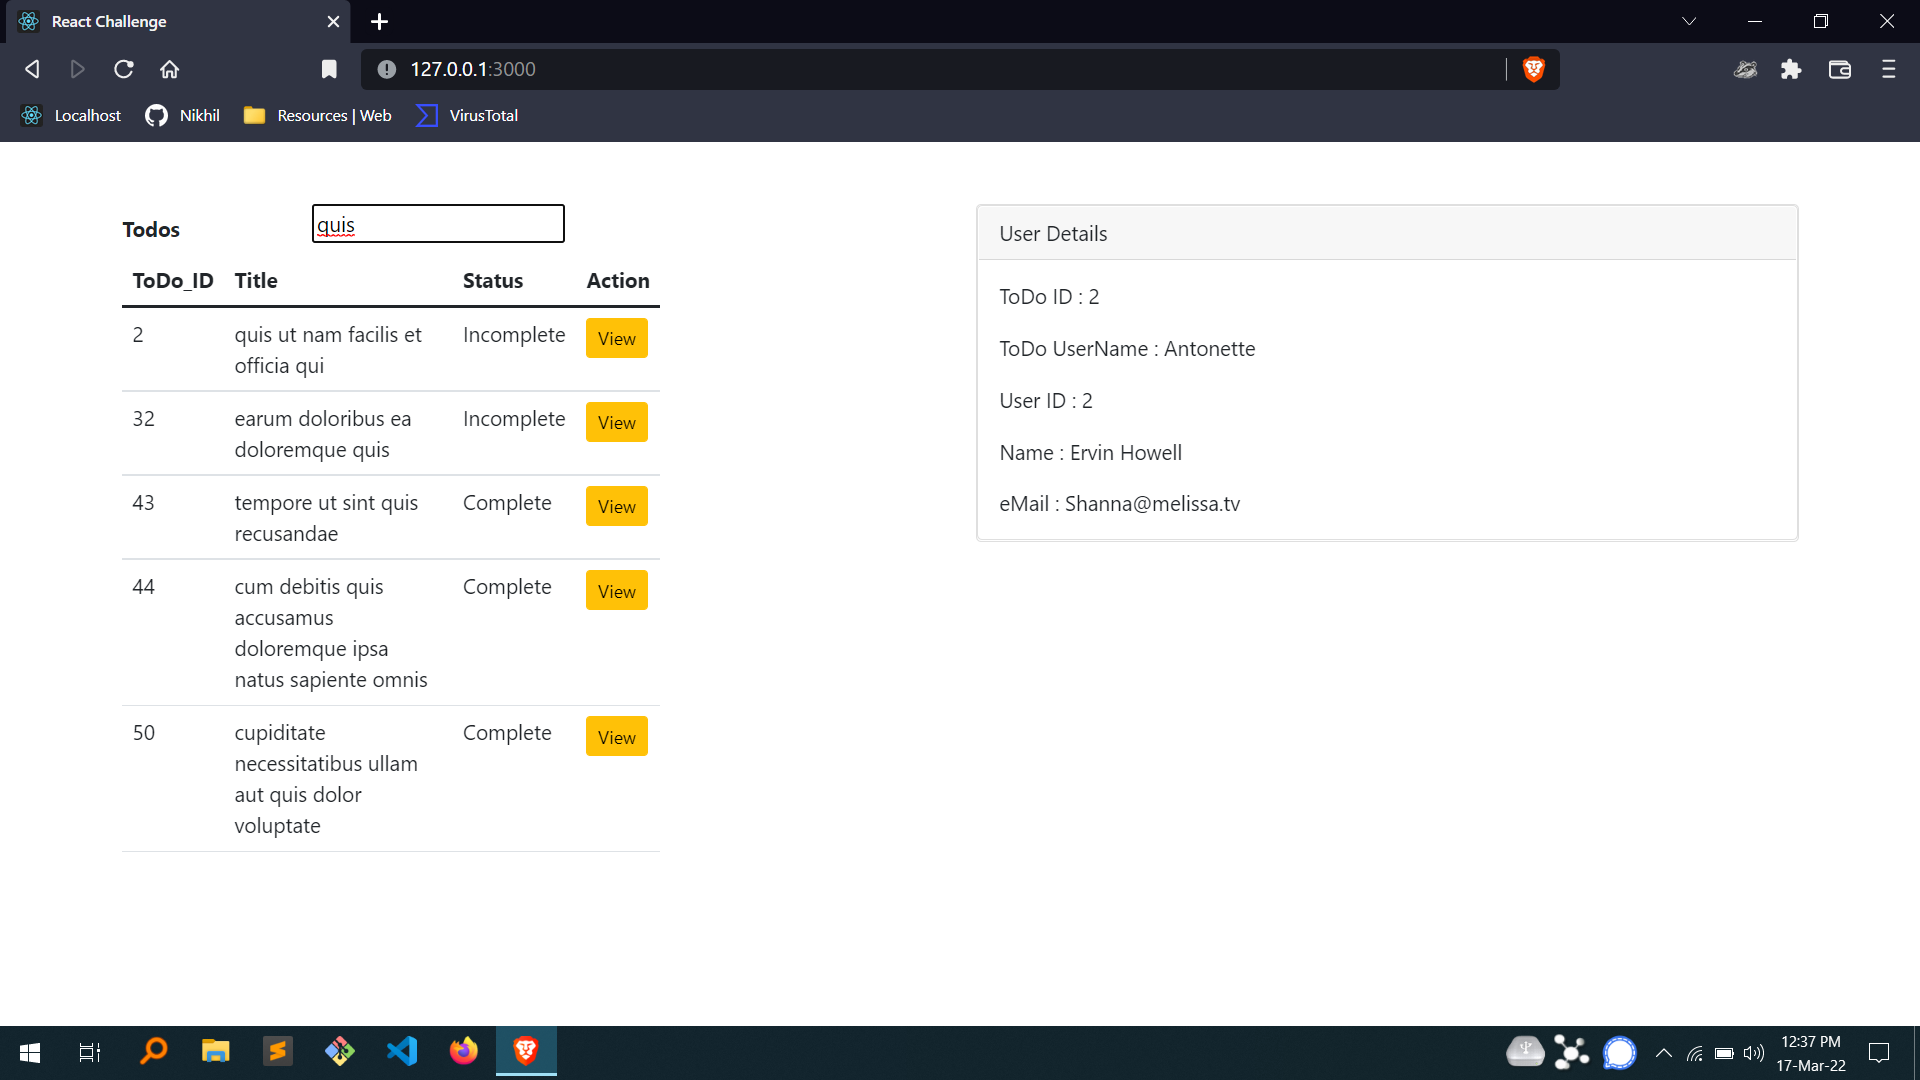 React Challenge
127.0.0.1:3000
Localhost
Nikhil
Resources | Web
VirusTotal
Todos
quis
ToDo_ID Title Status Action
2 quis ut nam facilis et Incomplete View
officia qui
32 earum doloribus ea Incomplete View
doloremque quis
43 tempore ut sint quis Complete View
recusandae
44 cum debitis quis Complete View
accusamus
doloremque ipsa
natus sapiente omnis
50 cupiditate Complete View
necessitatibus ullam
aut quis dolor
voluptate
User Details
ToDo ID : 2
ToDo UserName : Antonette
User ID : 2
Name : Ervin Howell
eMail : Shanna@melissa.tv
12:37 PM
17-Mar-22